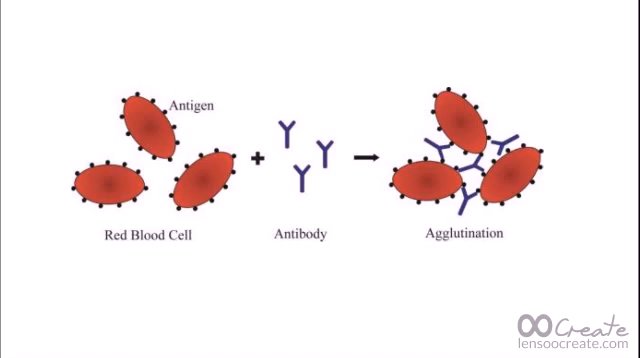 Antigen
Red Blood Cell
Antibody
Agglutination
Create
lensoocreate.com